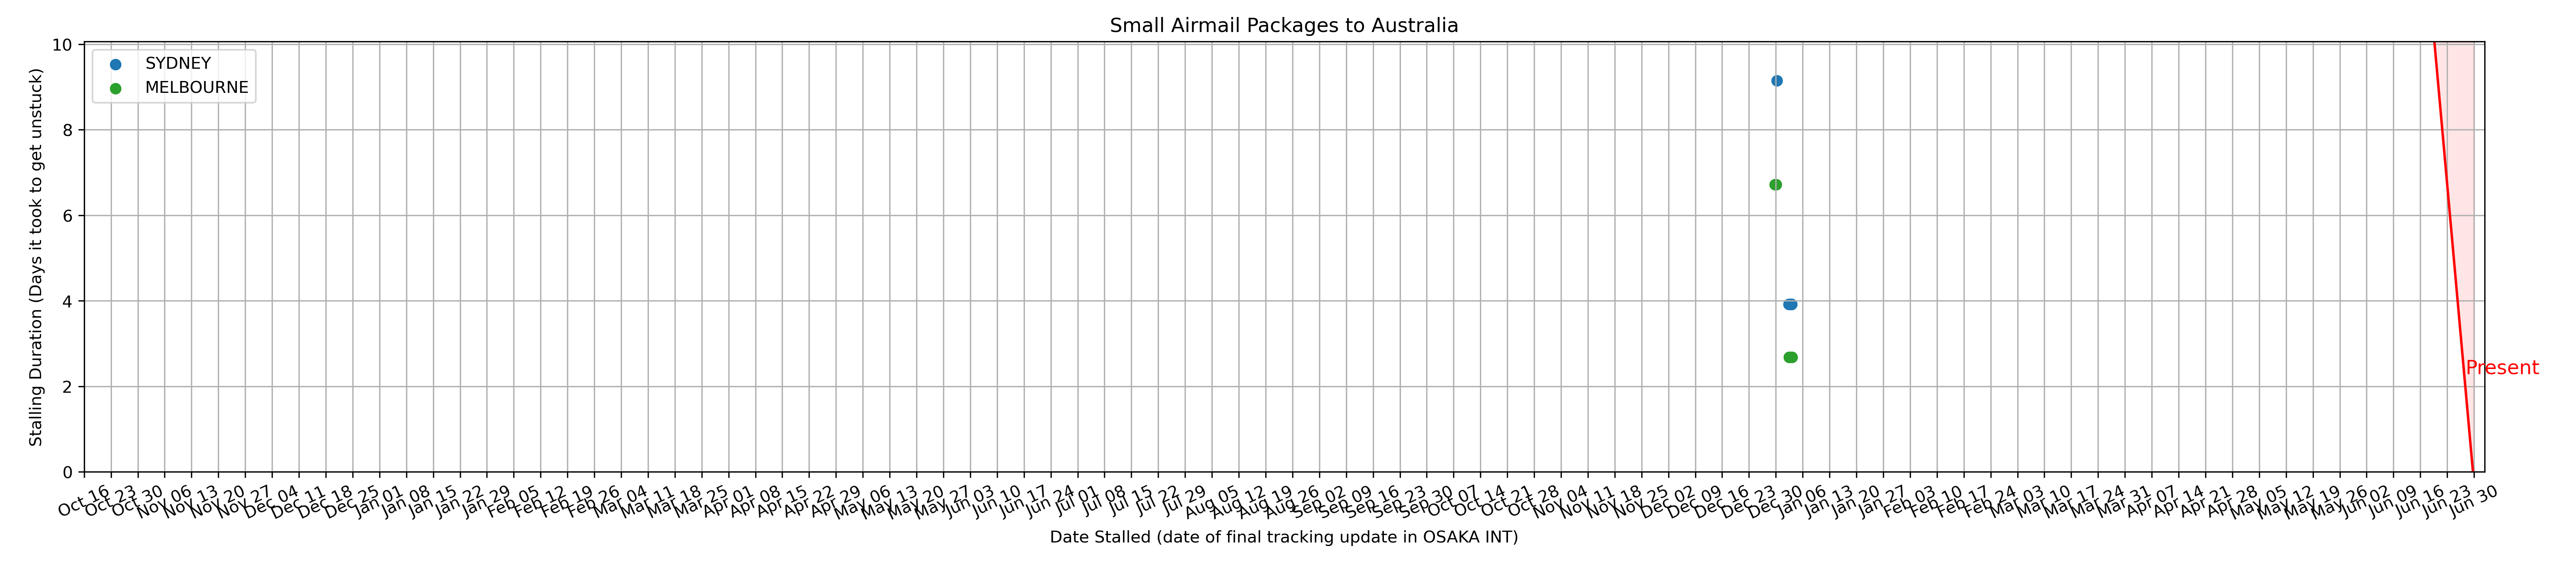 Small Airmail Packages to Australia
SYDNEY
MELBOURNE
Stalling Duration (Days it took to get unstuck)
10
8
6
4
2
0
Present
Oct 16
Oct 23
Oct 30
Nov 06
Nov 13
Nov 20
Nov 27
Dec 04
Dec 11
Dec 18
Dec 25
Jan 01
Jan 08
Jan 15
Jan 22
Jan 29
Feb 05
Feb 12
Feb 19
Feb 26
Mar 04
Mar 11
Mar 18
Mar 25
Apr 01
Apr 08
Apr 15
Apr 22
Apr 29
May 06
May 13
May 20
May 27
Jun 03
Jun 10
Jun 17
Jun 24
Jul 01
Jul 08
Jul 15
Jul 22
Jul 29
Aug 05
Aug 12
Aug 19
Aug 26
Sep 02
Sep 09
Sep 16
Sep 23
Sep 30
Oct 07
Oct 14
Oct 21
Oct 28
Nov 04
Nov 11
Nov 18
Nov 25
Dec 02
Dec 09
Dec 16
Dec 23
Dec 30
Jan 06
Jan 13
Jan 20
Jan 27
Feb 03
Feb 10
Feb 17
Feb 24
Mar 03
Mar 10
Mar 17
Mar 24
Mar 31
Apr 07
Apr 14
Apr 21
Apr 28
May 05
May 12
May 19
May 26
Jun 02
Jun 09
Jun 16
Jun 23
Jun 30
Date Stalled (date of final tracking update in OSAKA INT)